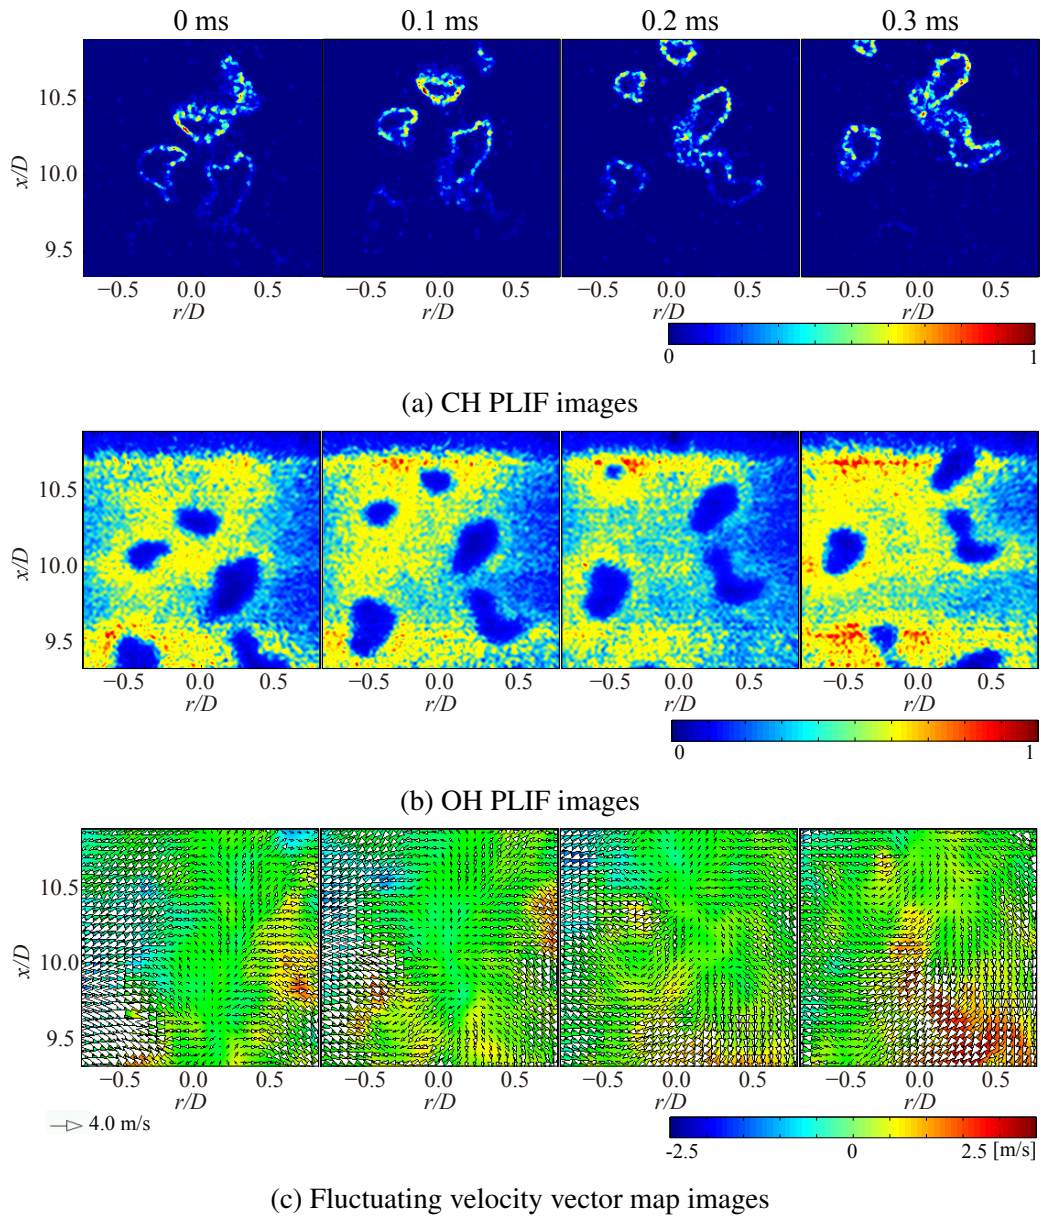 0 ms 0.1 ms 0.2 ms 0.3 ms
10.5
10.0
9.5
x/D
−0.5 0.0 0.5 −0.5 0.0 0.5 −0.5 0.0 0.5 −0.5 0.0 0.5
r/D r/D r/D r/D
0 1
(a) CH PLIF images
10.5
10.0
9.5
x/D
−0.5 0.0 0.5 −0.5 0.0 0.5 −0.5 0.0 0.5 −0.5 0.0 0.5
r/D r/D r/D r/D
0 1
(b) OH PLIF images
10.5
10.0
9.5
x/D
−0.5 0.0 0.5 −0.5 0.0 0.5 −0.5 0.0 0.5 −0.5 0.0 0.5
r/D r/D r/D r/D
4.0 m/s
-2.5 0 2.5 [m/s]
(c) Fluctuating velocity vector map images